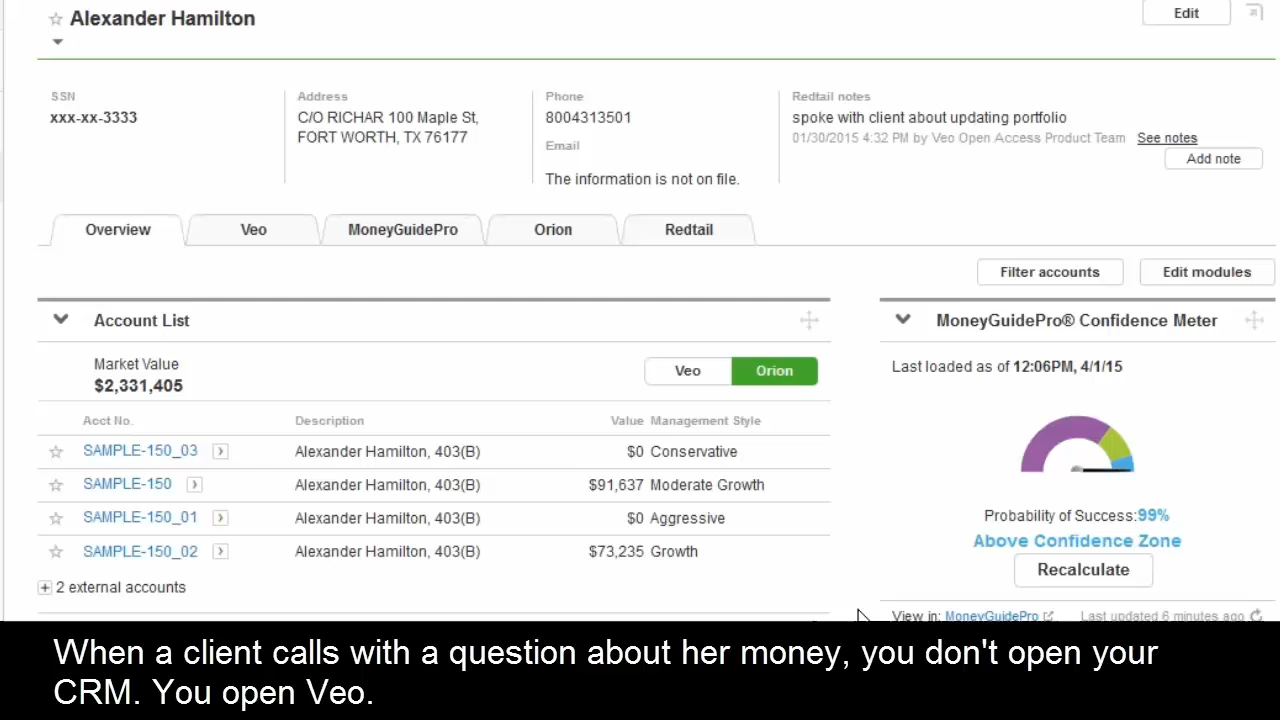 Alexander Hamilton
Edit
SSN
xxx-xx-3333
Address
C/O RICHAR 100 Maple St,
FORT WORTH, TX 76177
Phone
8004313501
Email
The information is not on file.
Redtail notes
spoke with client about updating portfolio
01/30/2015 4:32 PM by Veo Open Access Product Team See notes
Add note
Overview Veo MoneyGuidePro Orion Redtail
Filter accounts Edit modules
Account List
Market Value
$2,331,405
Veo Orion
Acct No. Description Value Management Style
SAMPLE-150_03 Alexander Hamilton, 403(B) $0 Conservative
SAMPLE-150 Alexander Hamilton, 403(B) $91,637 Moderate Growth
SAMPLE-150_01 Alexander Hamilton, 403(B) $0 Aggressive
SAMPLE-150_02 Alexander Hamilton, 403(B) $73,235 Growth
2 external accounts
MoneyGuidePro® Confidence Meter
Last loaded as of 12:06PM, 4/1/15
Probability of Success:99%
Above Confidence Zone
Recalculate
View in: MoneyGuidePro Last updated 6 minutes ago
When a client calls with a question about her money, you don't open your
CRM. You open Veo.